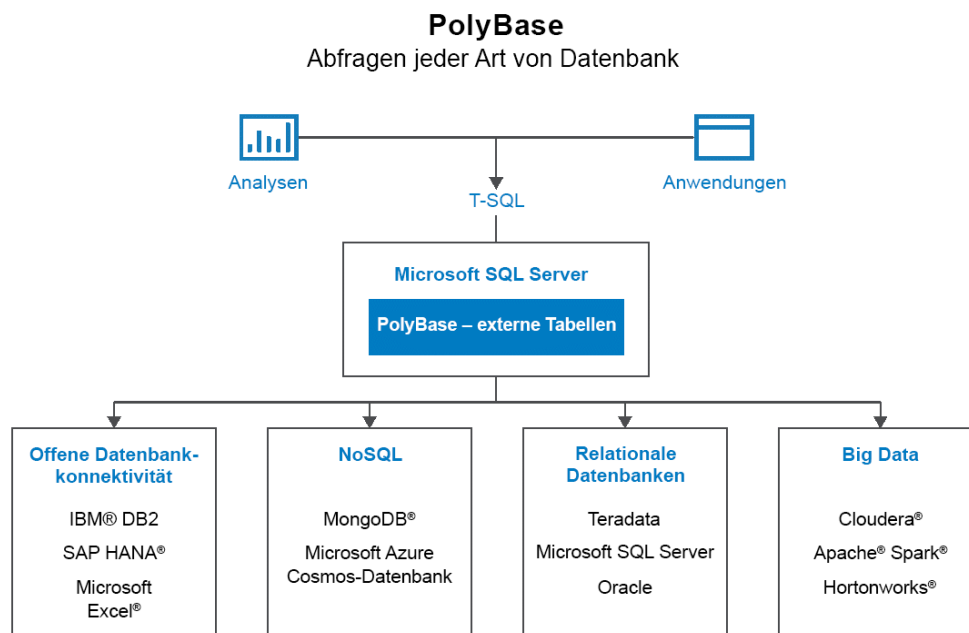 PolyBase
Abfragen jeder Art von Datenbank
Analysen
Anwendungen
T-SQL
Microsoft SQL Server
PolyBase – externe Tabellen
Offene Datenbank-
konnektivität
IBM® DB2
SAP HANA®
Microsoft
Excel®
NoSQL
MongoDB®
Microsoft Azure
Cosmos-Datenbank
Relationale
Datenbanken
Teradata
Microsoft SQL Server
Oracle
Big Data
Cloudera®
Apache® Spark®
Hortonworks®